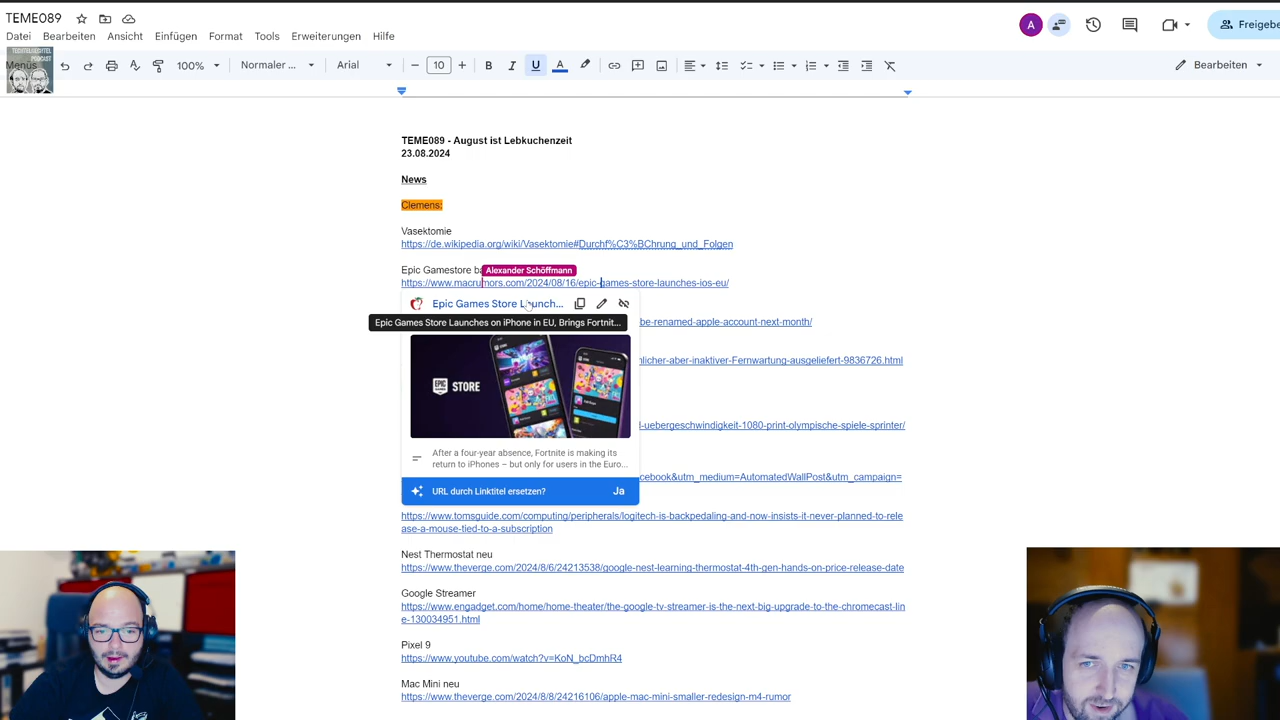 TEME089
Datei Bearbeiten Ansicht Einfügen Format Tools Erweiterungen Hilfe
A
Freigebe
TECHTELMECHTEL
PODCAST
Menüs
100% Normaler ... Arial 10 B I U A Bearbeiten
TEME089 - August ist Lebkuchenzeit
23.08.2024
News
Clemens:
Vasektomie
https://de.wikipedia.org/wiki/Vasektomie#Durchf%C3%BChrung_und_Folgen
Epic Gamestore ba
Alexander Schöffmann
https://www.macrumors.com/2024/08/16/epic-games-store-launches-ios-eu/
Epic Games Store Launch...
Epic Games Store Launches on iPhone in EU, Brings Fortnit...
be-renamed-apple-account-next-month/
nlicher-aber-inaktiver-Fernwartung-ausgeliefert-9836726.html
EPIC GAMES STORE
l-uebergeschwindigkeit-1080-print-olympische-spiele-sprinter/
After a four-year absence, Fortnite is making its
return to iPhones – but only for users in the Euro...
cebook&utm_medium=AutomatedWallPost&utm_campaign=
URL durch Linktitel ersetzen? Ja
https://www.tomsguide.com/computing/peripherals/logitech-is-backpedaling-and-now-insists-it-never-planned-to-rele
ase-a-mouse-tied-to-a-subscription
Nest Thermostat neu
https://www.theverge.com/2024/8/6/24213538/google-nest-learning-thermostat-4th-gen-hands-on-price-release-date
Google Streamer
https://www.engadget.com/home/home-theater/the-google-tv-streamer-is-the-next-big-upgrade-to-the-chromecast-lin
e-130034951.html
Pixel 9
https://www.youtube.com/watch?v=KoN_bcDmhR4
Mac Mini neu
https://www.theverge.com/2024/8/8/24216106/apple-mac-mini-smaller-redesign-m4-rumor